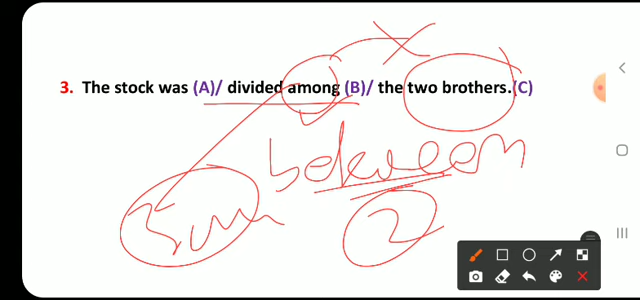 3. The stock was (A)/ divided among (B)/ the two brothers.(C)
between
2